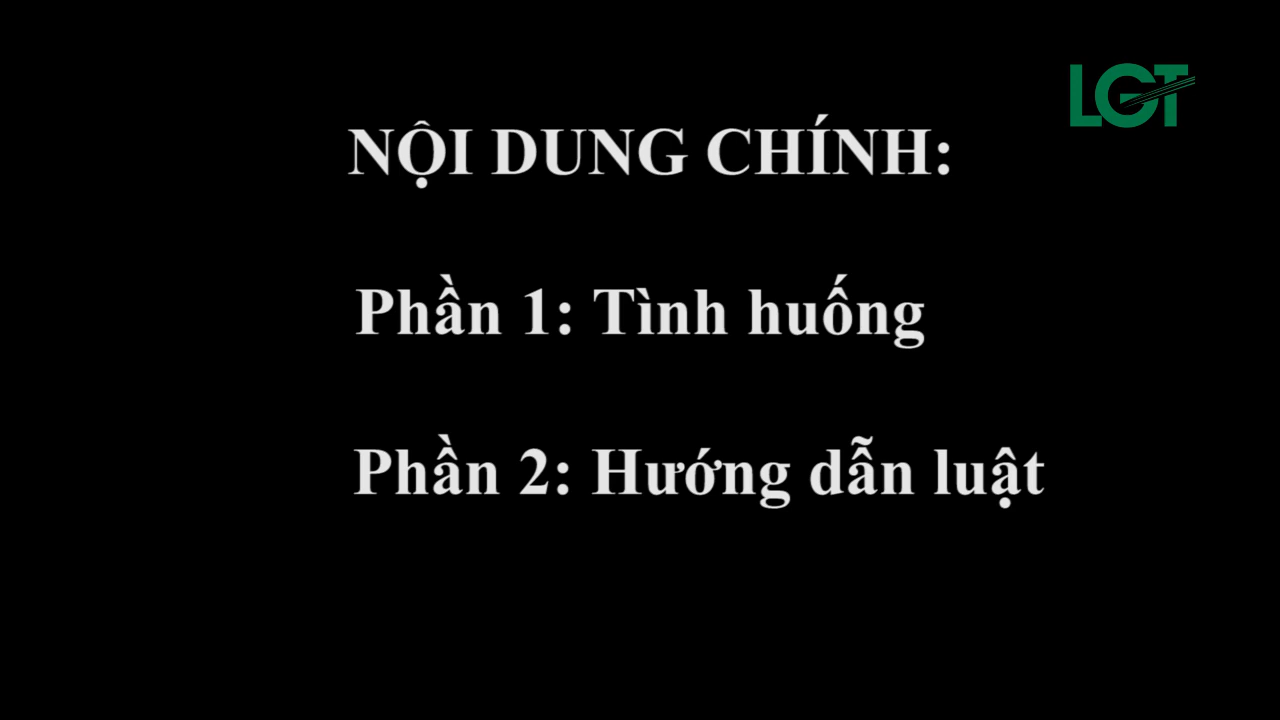 LGT
NỘI DUNG CHÍNH:
Phần 1: Tình huống
Phần 2: Hướng dẫn luật